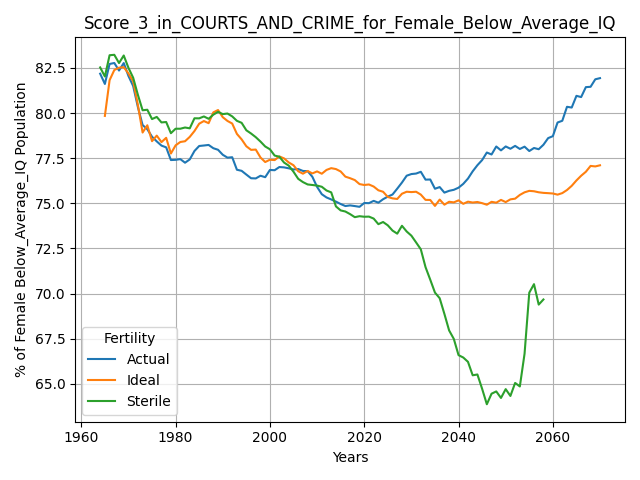 Score_3_in_COURTS_AND_CRIME_for_Female_Below_Average_IQ
% of Female Below_Average_IQ Population
82.5
80.0
77.5
75.0
72.5
70.0
67.5
65.0
Fertility
Actual
Ideal
Sterile
1960 1980 2000 2020 2040 2060
Years